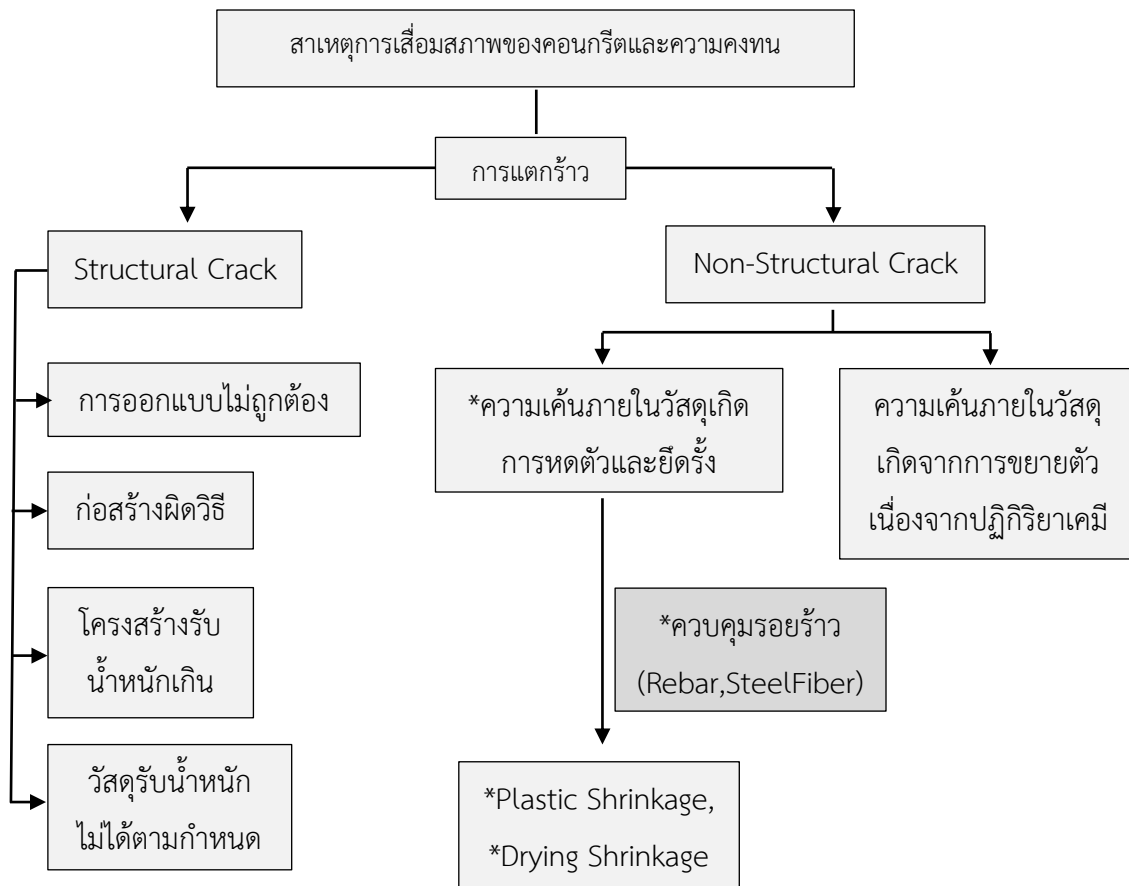 สาเหตุการเสื่อมสภาพของคอนกรีตและความคงทน
การแตกร้าว
Structural Crack
Non-Structural Crack
การออกแบบไม่ถูกต้อง
ก่อสร้างผิดวิธี
โครงสร้างรับ
น้ำหนักเกิน
วัสดุรับน้ำหนัก
ไม่ได้ตามกำหนด
*ความเค้นภายในวัสดุเกิด
การหดตัวและยึดรั้ง
ความเค้นภายในวัสดุ
เกิดจากการขยายตัว
เนื่องจากปฏิกิริยาเคมี
*ควบคุมรอยร้าว
(Rebar,SteelFiber)
*Plastic Shrinkage,
*Drying Shrinkage